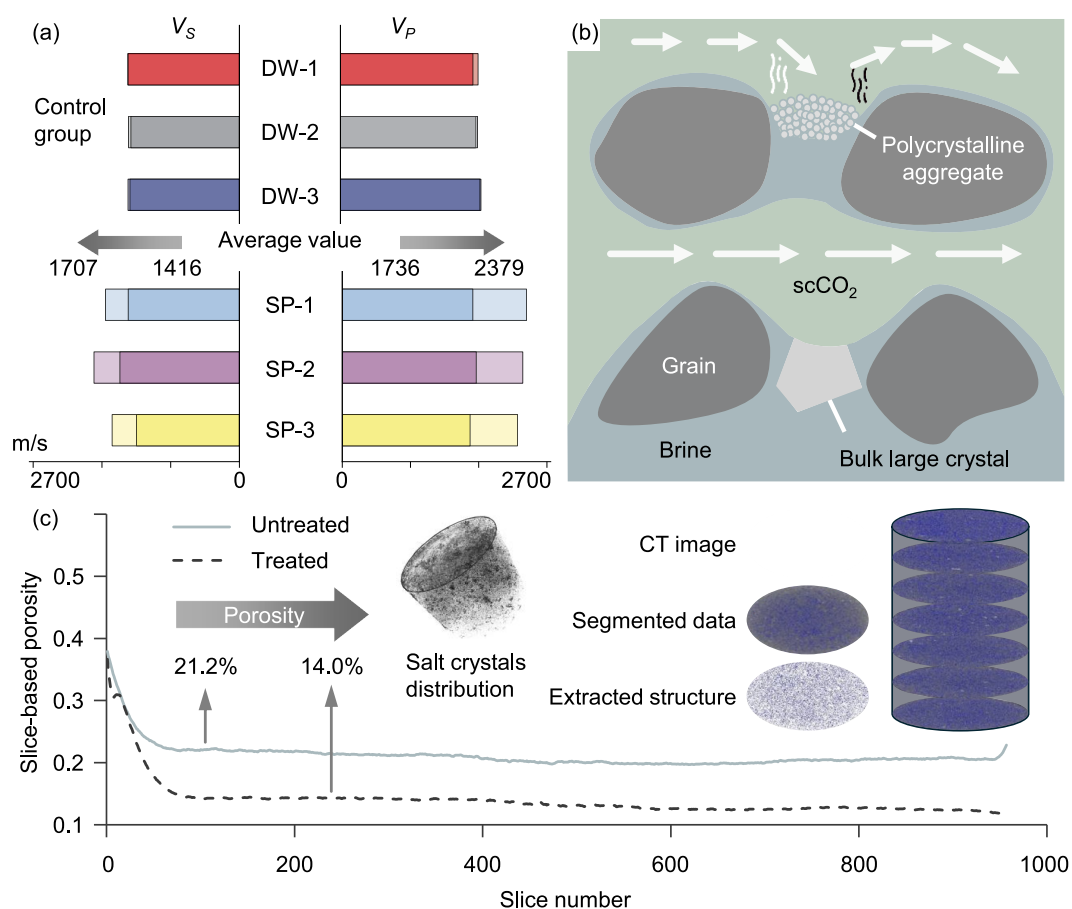 (a)
V_S
V_P
DW-1
Control
group
DW-2
DW-3
Average value
1707
1416
1736
2379
SP-1
SP-2
SP-3
m/s
2700
0
0
2700
(b)
Polycrystalline
aggregate
scCO₂
Grain
Brine
Bulk large crystal
(c)
Untreated
Treated
Porosity
21.2%
14.0%
Salt crystals
distribution
CT image
Segmented data
Extracted structure
Slice-based porosity
0.5
0.4
0.3
0.2
0.1
0
200
400
600
800
1000
Slice number